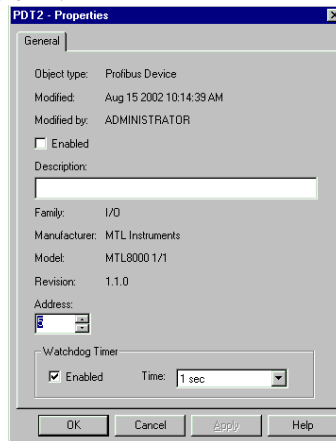 PDT2 - Properties
General
Object type: Profibus Device
Modified: Aug 15 2002 10:14:39 AM
Modified by: ADMINISTRATOR
Enabled
Description:
Family: I/O
Manufacturer: MTL Instruments
Model: MTL8000 1/1
Revision: 1.1.0
Address:
Watchdog Timer
Enabled Time: 1 sec
OK Cancel Apply Help